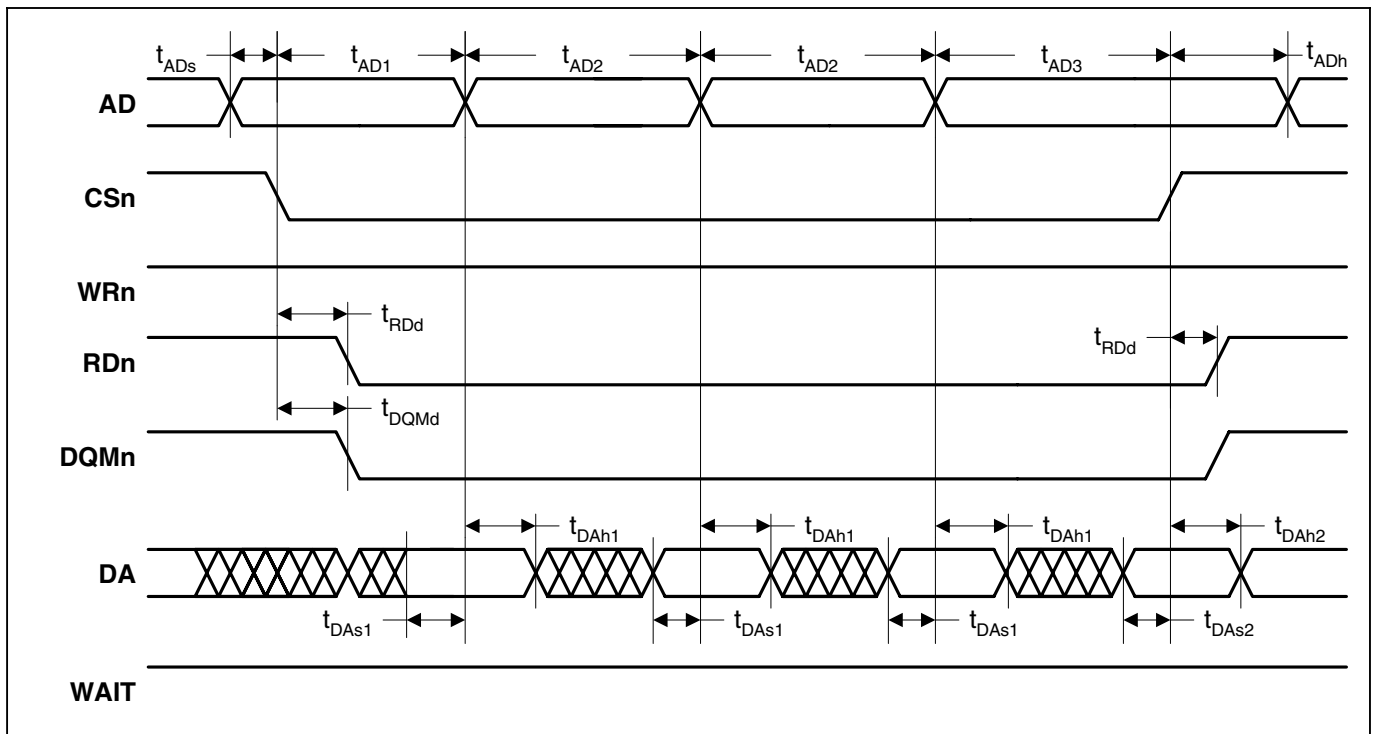 tADs tAD1 tAD2 tAD2 tAD3 tADh
AD
CSn
WRn
tRDd
RDn
tRDd
tDQMd
DQMn
tDAh1 tDAh1 tDAh1 tDAh2
DA
tDAs1 tDAs1 tDAs1 tDAs2
WAIT